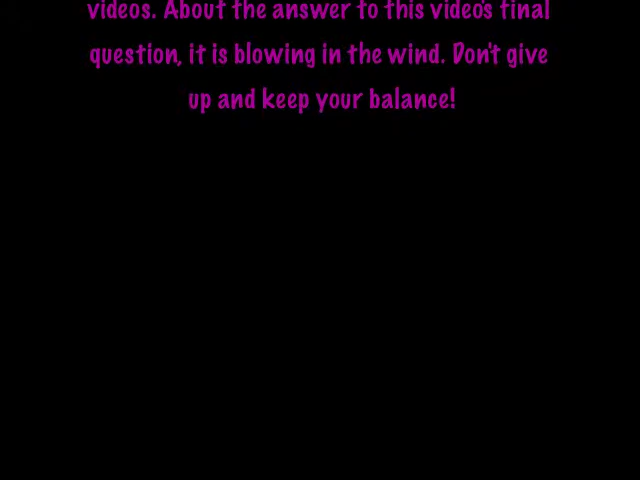 videos. About the answer to this video's final
question, it is blowing in the wind. Don't give
up and keep your balance!